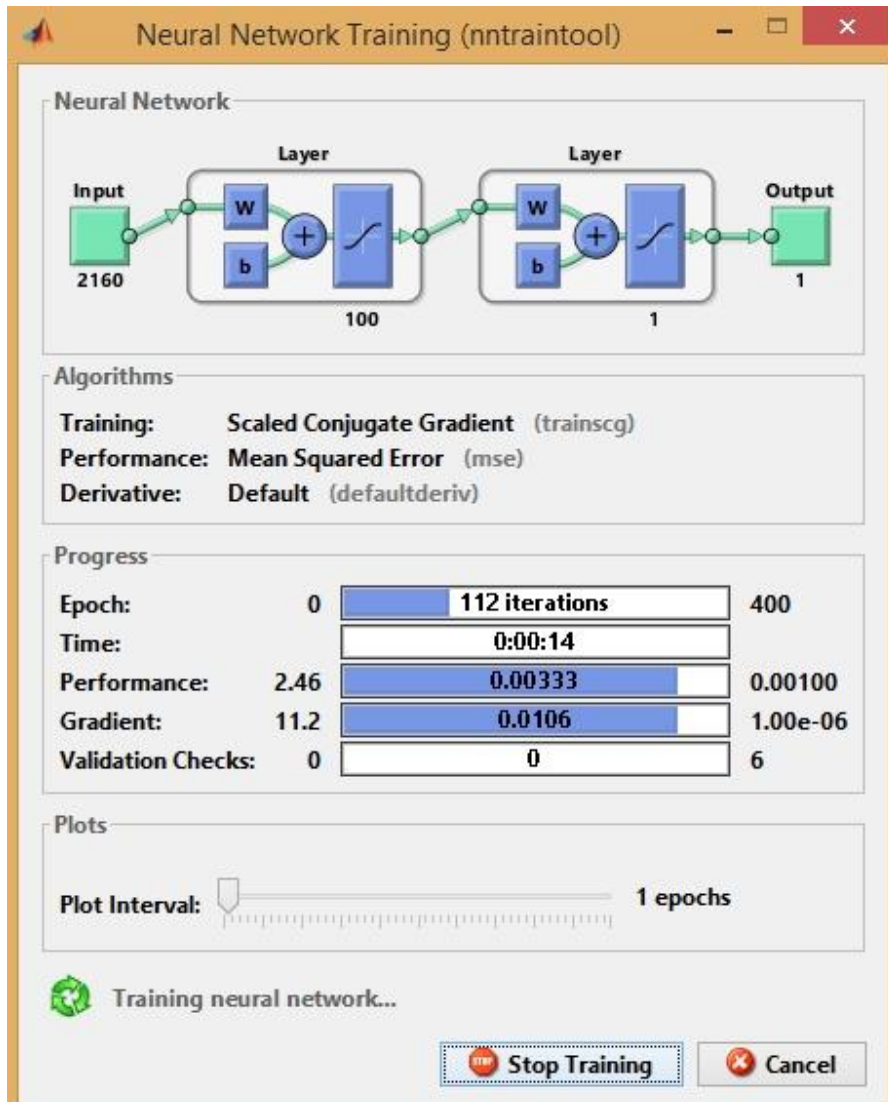 Neural Network Training (nntraintool)
Neural Network
Layer Layer
Input Output
W W
b b
2160 1
100 1
Algorithms
Training: Scaled Conjugate Gradient (trainscg)
Performance: Mean Squared Error (mse)
Derivative: Default (defaultderiv)
Progress
Epoch: 0 112 iterations 400
Time: 0:00:14
Performance: 2.46 0.00333 0.00100
Gradient: 11.2 0.0106 1.00e-06
Validation Checks: 0 0 6
Plots
Plot Interval: 1 epochs
Training neural network...
STOP Stop Training Cancel